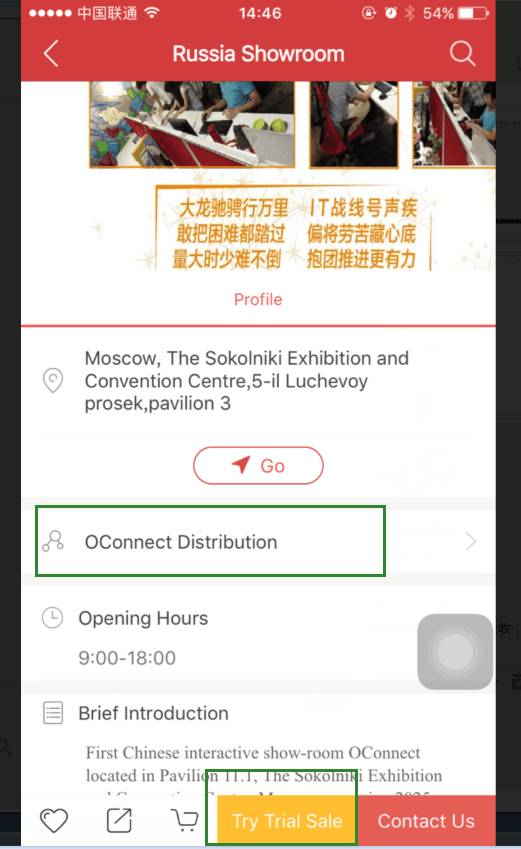 中国联通 14:46 54%
Russia Showroom
大龙驰骋行万里 IT战线号声疾
敢把困难都踏过 偏将劳苦藏心底
量大时少难不倒 抱团推进更有力
Profile
Moscow, The Sokolniki Exhibition and
Convention Centre,5-il Luchevoy
prosek,pavilion 3
Go
OConnect Distribution
Opening Hours
9:00-18:00
Brief Introduction
First Chinese interactive show-room OConnect
located in Pavilion 11.1, The Sokolniki Exhibition
Try Trial Sale
Contact Us